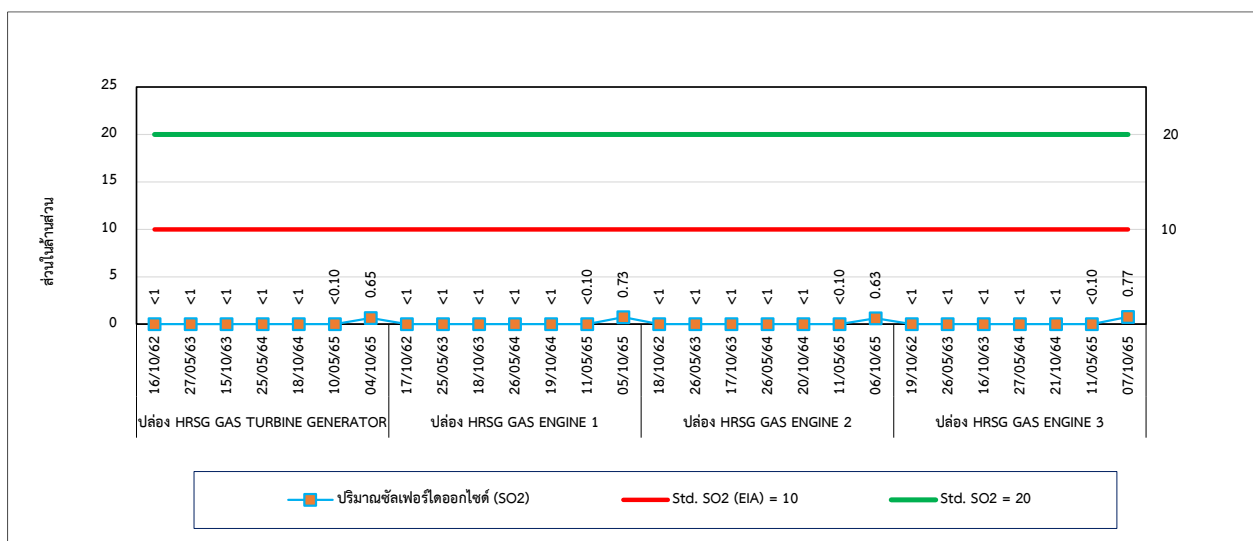 ส่วนในล้านส่วน
25
20
15
10
5
0
20
10
<1 <1 <1 <1 <1 <0.10 0.65 <1 <1 <1 <1 <1 <0.10 0.73 <1 <1 <1 <1 <1 <0.10 0.63 <1 <1 <1 <1 <1 <0.10 0.77
16/10/62 27/05/63 15/10/63 25/05/64 18/10/64 10/05/65 04/10/65 17/10/62 25/05/63 18/10/63 26/05/64 19/10/64 11/05/65 05/10/65 18/10/62 26/05/63 17/10/63 26/05/64 20/10/64 11/05/65 06/10/65 19/10/62 26/05/63 16/10/63 27/05/64 21/10/64 11/05/65 07/10/65
ปล่อง HRSG GAS TURBINE GENERATOR ปล่อง HRSG GAS ENGINE 1 ปล่อง HRSG GAS ENGINE 2 ปล่อง HRSG GAS ENGINE 3
ปริมาณซัลเฟอร์ไดออกไซด์ (SO2) Std. SO2 (EIA) = 10 Std. SO2 = 20